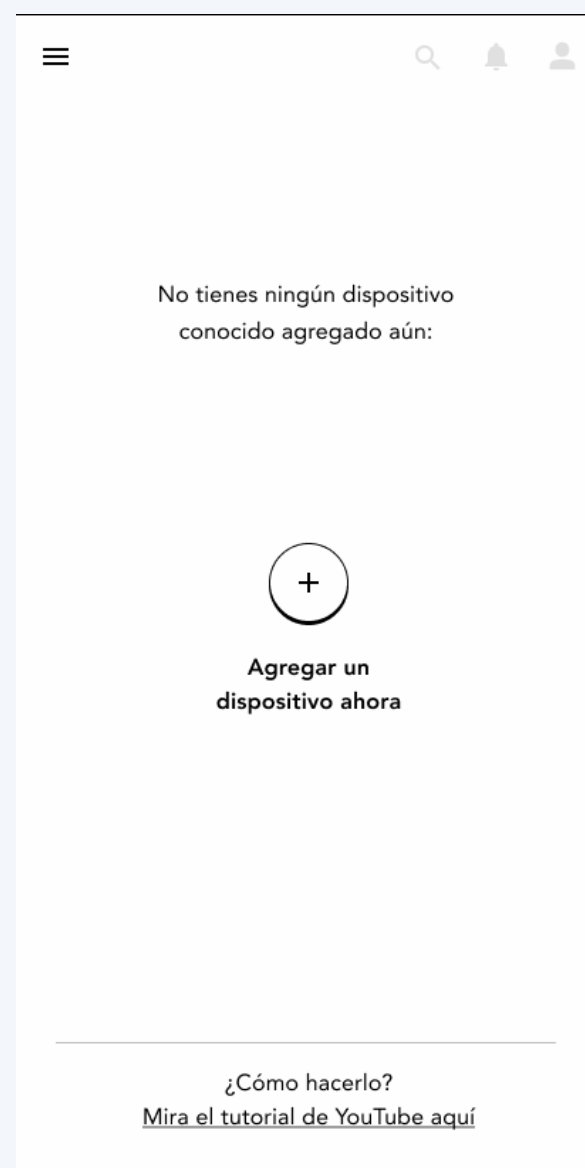 No tienes ningún dispositivo
conocido agregado aún:
+
Agregar un
dispositivo ahora
¿Cómo hacerlo?
Mira el tutorial de YouTube aquí